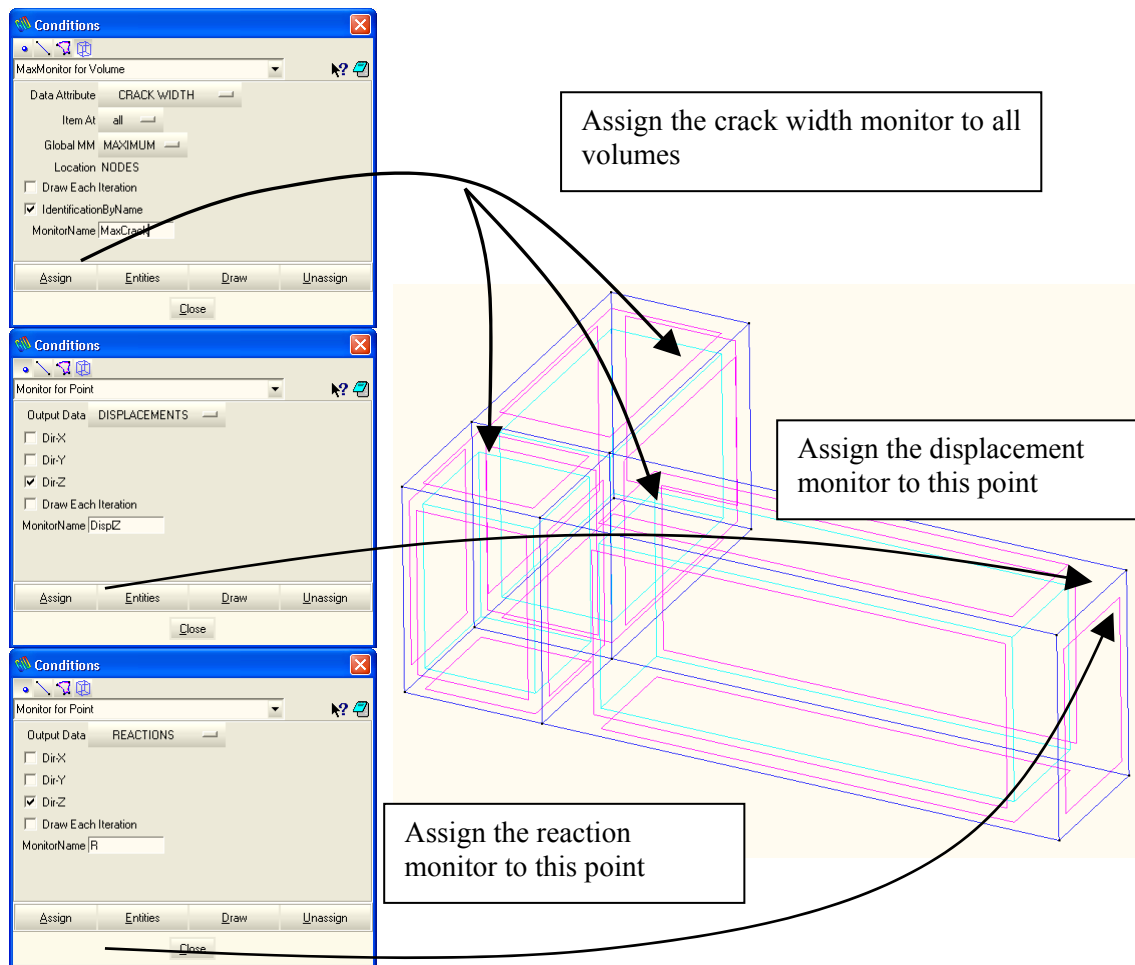 Conditions
MaxMonitor for Volume
Data Attribute CRACK WIDTH
Item At all
Global MM MAXIMUM
Location NODES
Draw Each Iteration
IdentificationByName
MonitorName MaxCrack
Assign Entities Draw Unassign
Close
Assign the crack width monitor to all
volumes
Conditions
Monitor for Point
Output Data DISPLACEMENTS
Dir-X
Dir-Y
Dir-Z
Draw Each Iteration
MonitorName DisplZ
Assign Entities Draw Unassign
Close
Assign the displacement
monitor to this point
Conditions
Monitor for Point
Output Data REACTIONS
Dir-X
Dir-Y
Dir-Z
Draw Each Iteration
MonitorName R
Assign Entities Draw Unassign
Close
Assign the reaction
monitor to this point